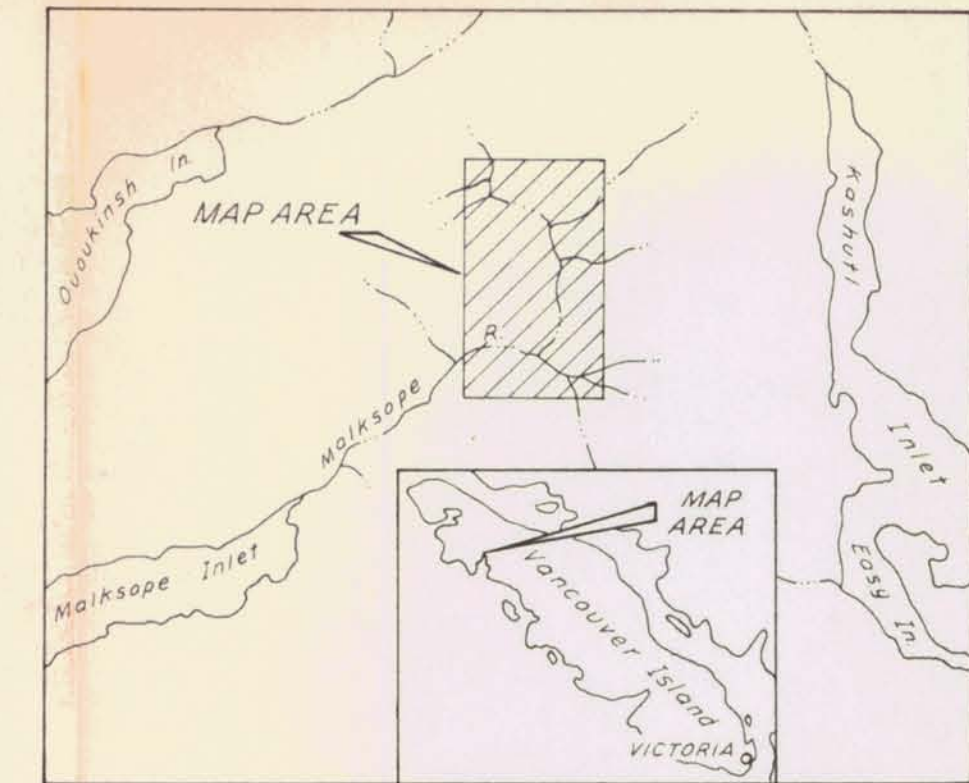 Ououkinsh In.
MAP AREA
Kashutl
Inlet
Malksope R.
Malksope Inlet
Easy In.
MAP
AREA
Vancouver Island
VICTORIA